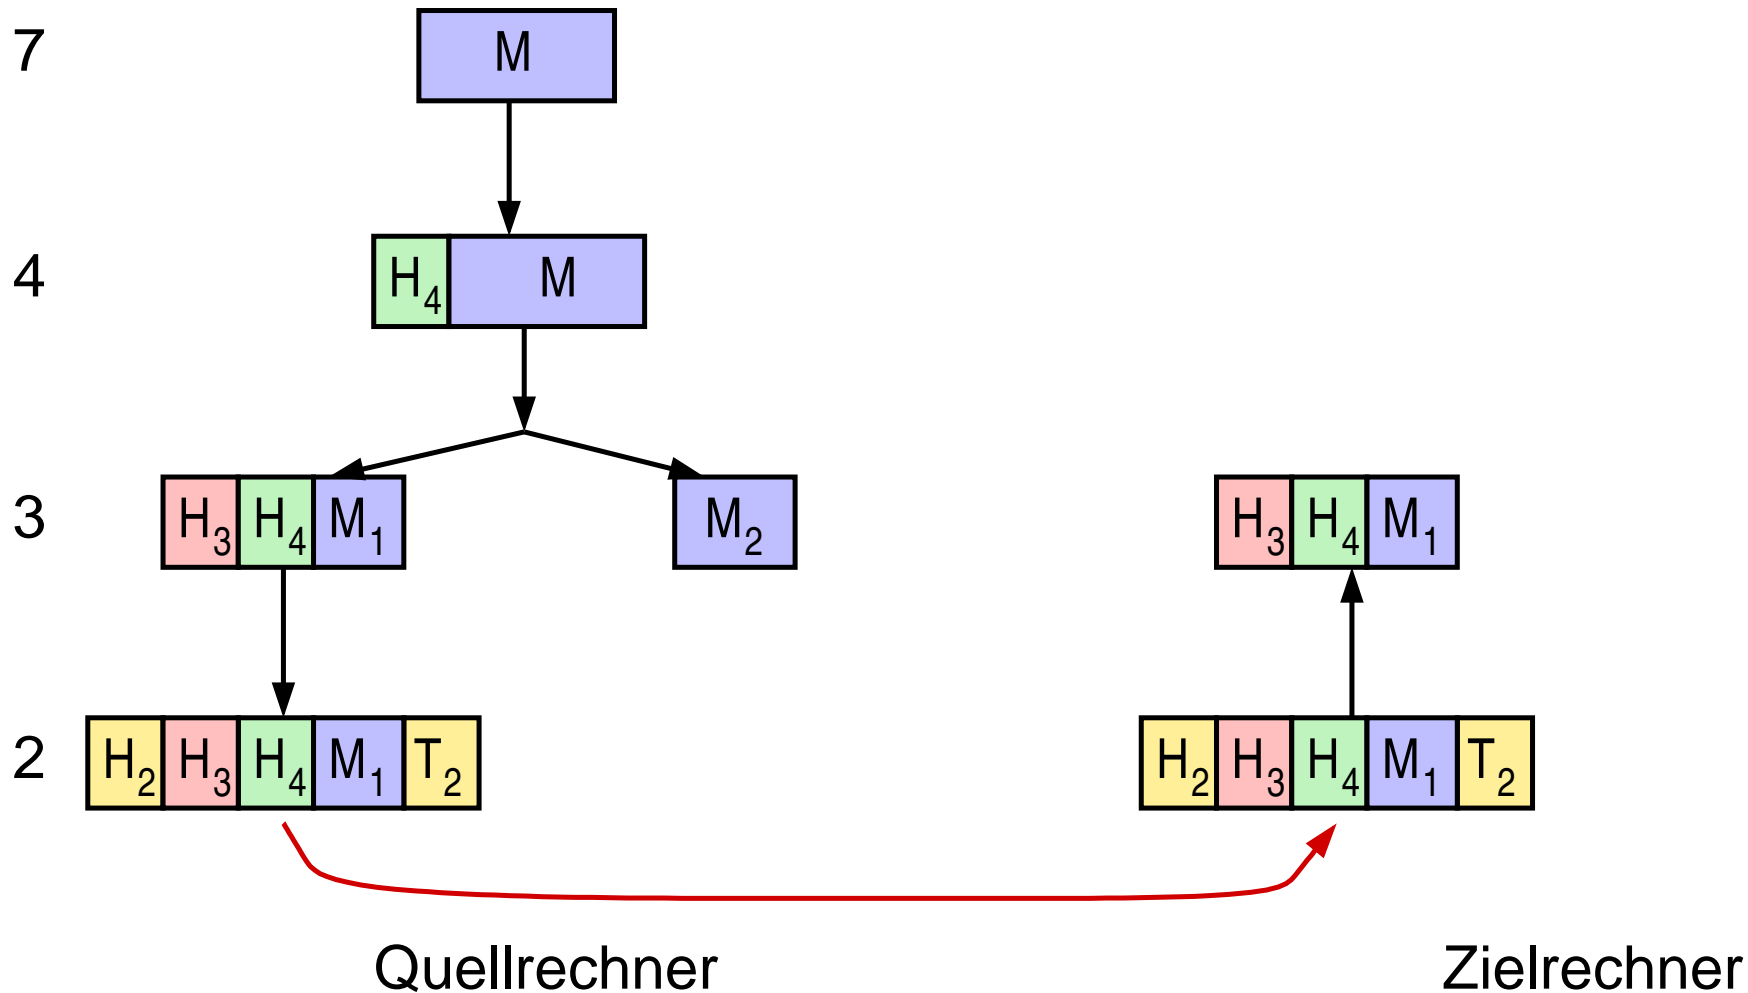 7 M
4 H4 M
3 H3 H4 M1 M2 H3 H4 M1
2 H2 H3 H4 M1 T2 H2 H3 H4 M1 T2
Quellrechner Zielrechner